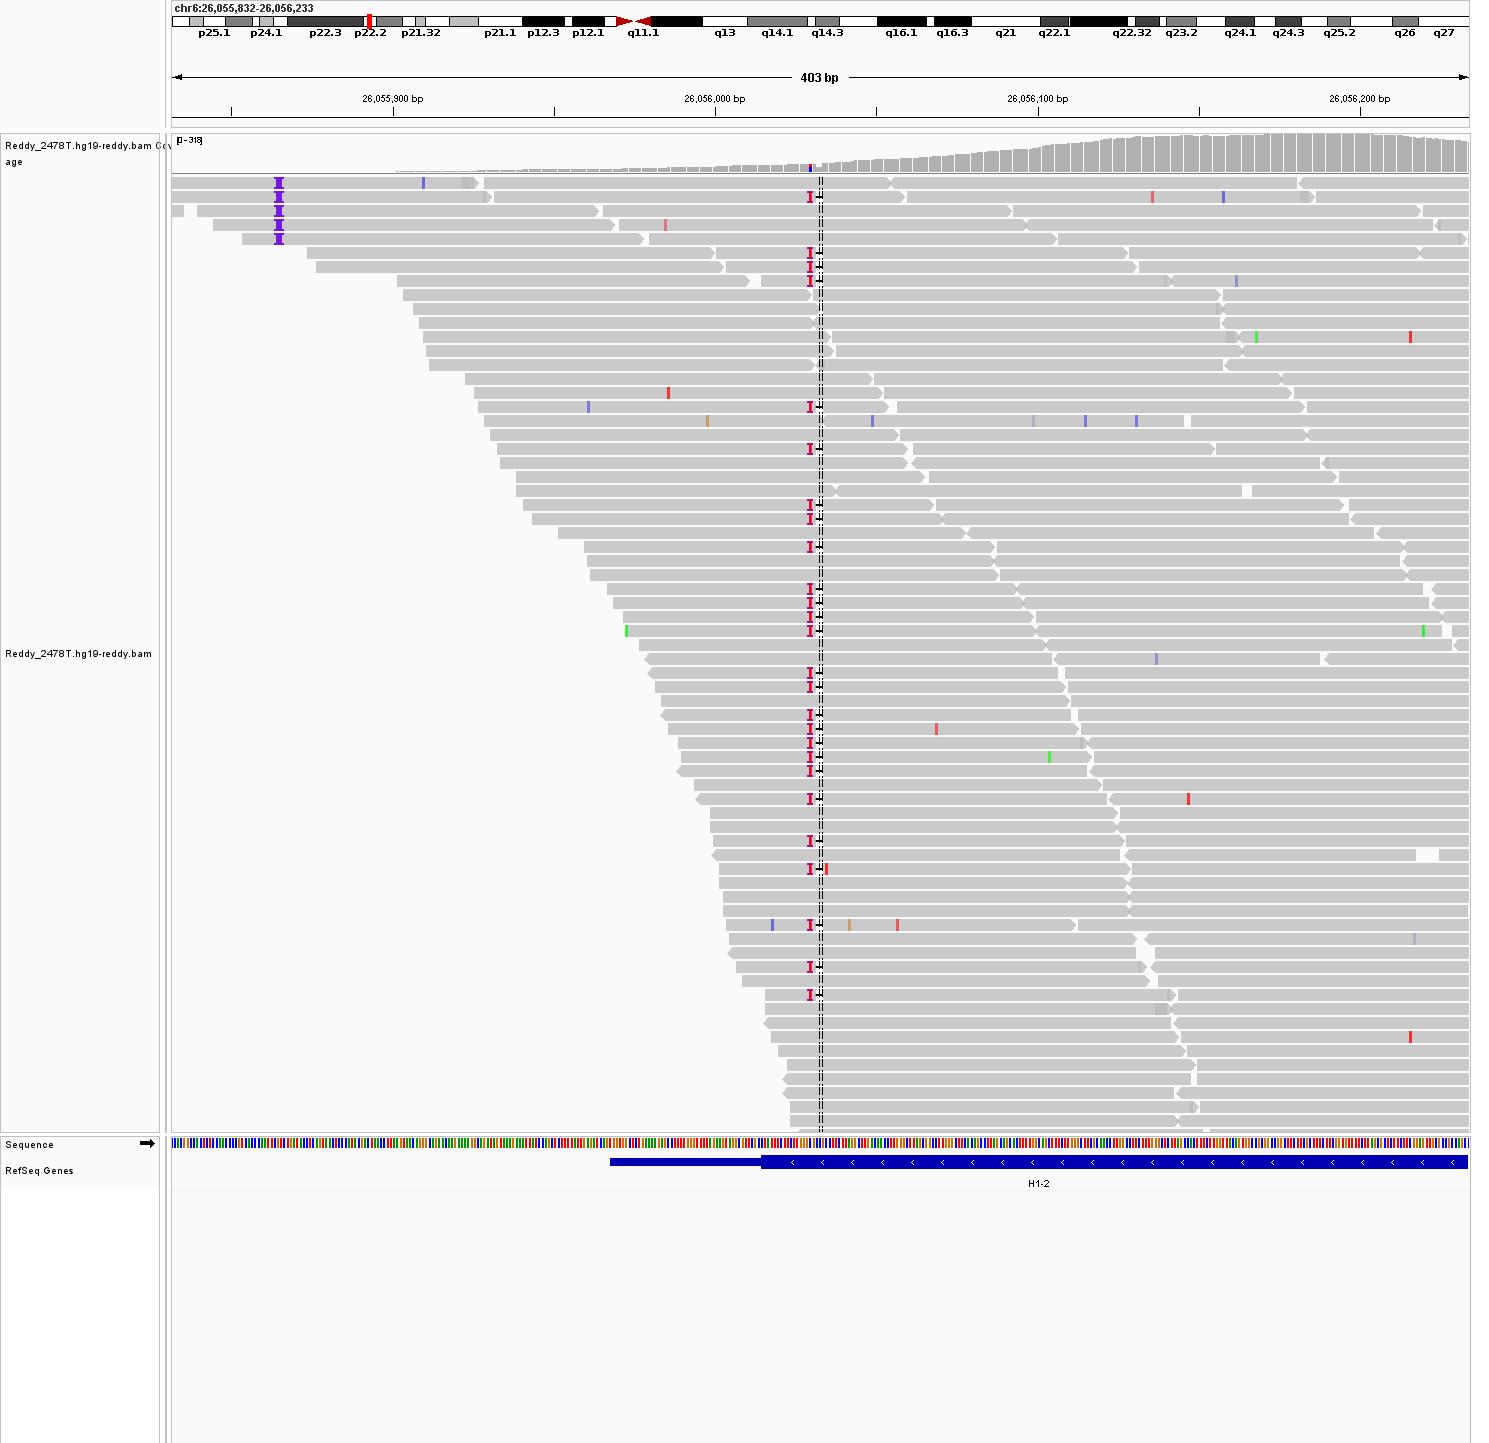 chr6:26,055,832-26,056,233
p25.1 p24.1 p22.3 p22.2 p21.32 p21.1 p12.3 p12.1 q11.1 q13 q14.1 q14.3 q16.1 q16.3 q21 q22.1 q22.32 q23.2 q24.1 q24.3 q25.2 q26 q27
403 bp
26,055,900 bp 26,056,000 bp 26,056,100 bp 26,056,200 bp
Reddy_2478T.hg19-reddy.bam Cov
age
[0-318]
Reddy_2478T.hg19-reddy.bam
Sequence
RefSeq Genes
H1-2